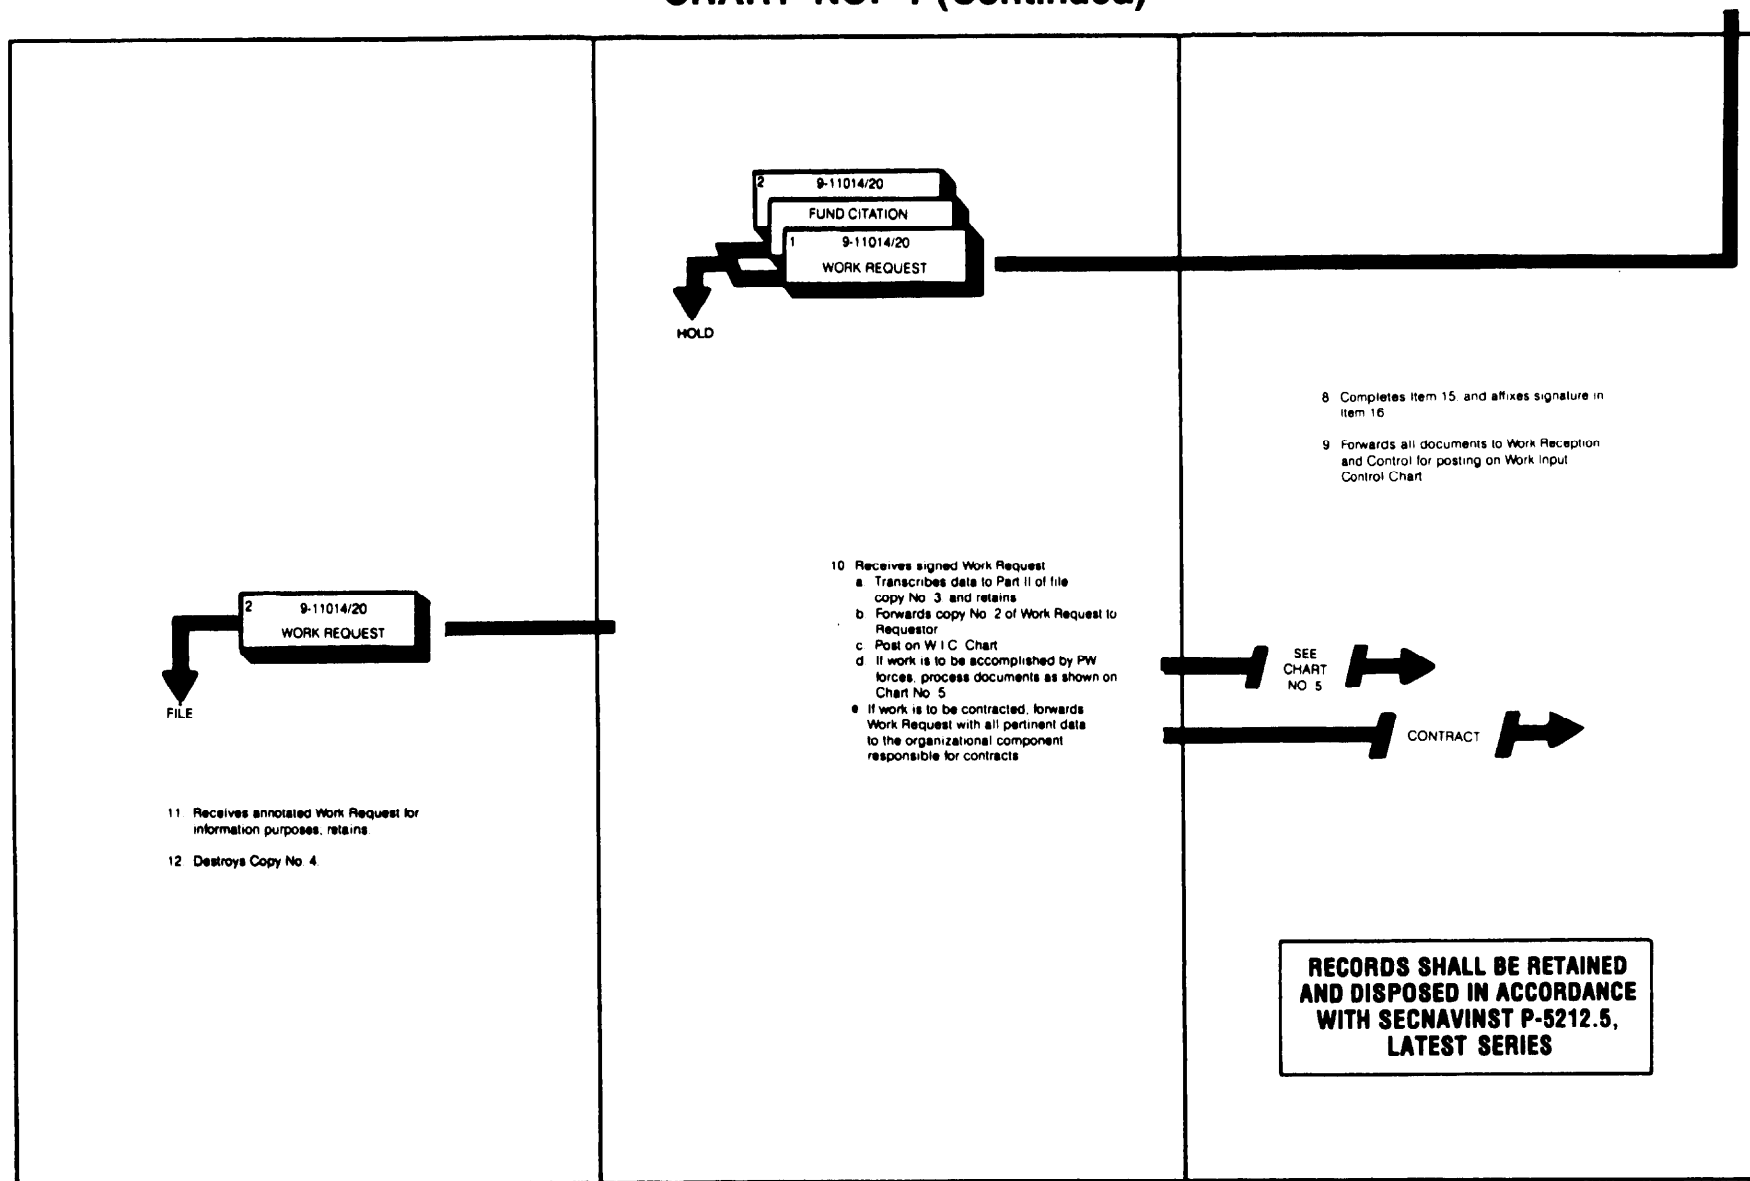 CHART NO. 1 (Continued)
2 9-11014/20
FUND CITATION
1 9-11014/20
WORK REQUEST
HOLD
8 Completes Item 15, and affixes signature in
Item 16
9 Forwards all documents to Work Reception
and Control for posting on Work Input
Control Chart
10 Receives signed Work Request
a Transcribes data to Part II of file
copy No 3 and retains
b Forwards copy No 2 of Work Request to
Requestor
c Post on W I C Chart
d If work is to be accomplished by PW
forces, process documents as shown on
Chart No 5
e If work is to be contracted, forwards
Work Request with all pertinent data
to the organizational component
responsible for contracts
SEE
CHART
NO 5
CONTRACT
2 9-11014/20
WORK REQUEST
FILE
11. Receives annotated Work Request for
information purposes, retains.
12 Destroys Copy No. 4.
RECORDS SHALL BE RETAINED
AND DISPOSED IN ACCORDANCE
WITH SECNAVINST P-5212.5,
LATEST SERIES